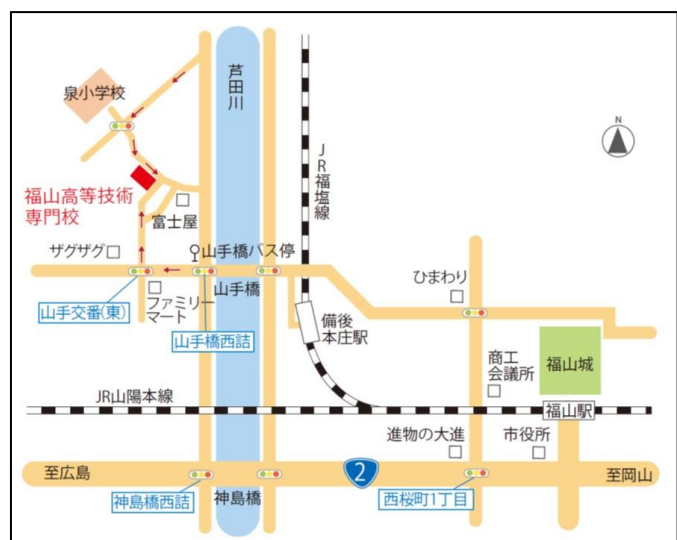 泉小学校
芦田川
N
JR福塩線
福山高等技術
専門校
富士屋
ザグザグ
山手橋バス停
ひまわり
山手橋
山手交番(東)
ファミリー
マート
山手橋西詰
備後
本庄駅
商工
会議所
福山城
JR山陽本線
福山駅
進物の大進
市役所
至広島
2
至岡山
神島橋西詰
神島橋
西桜町1丁目